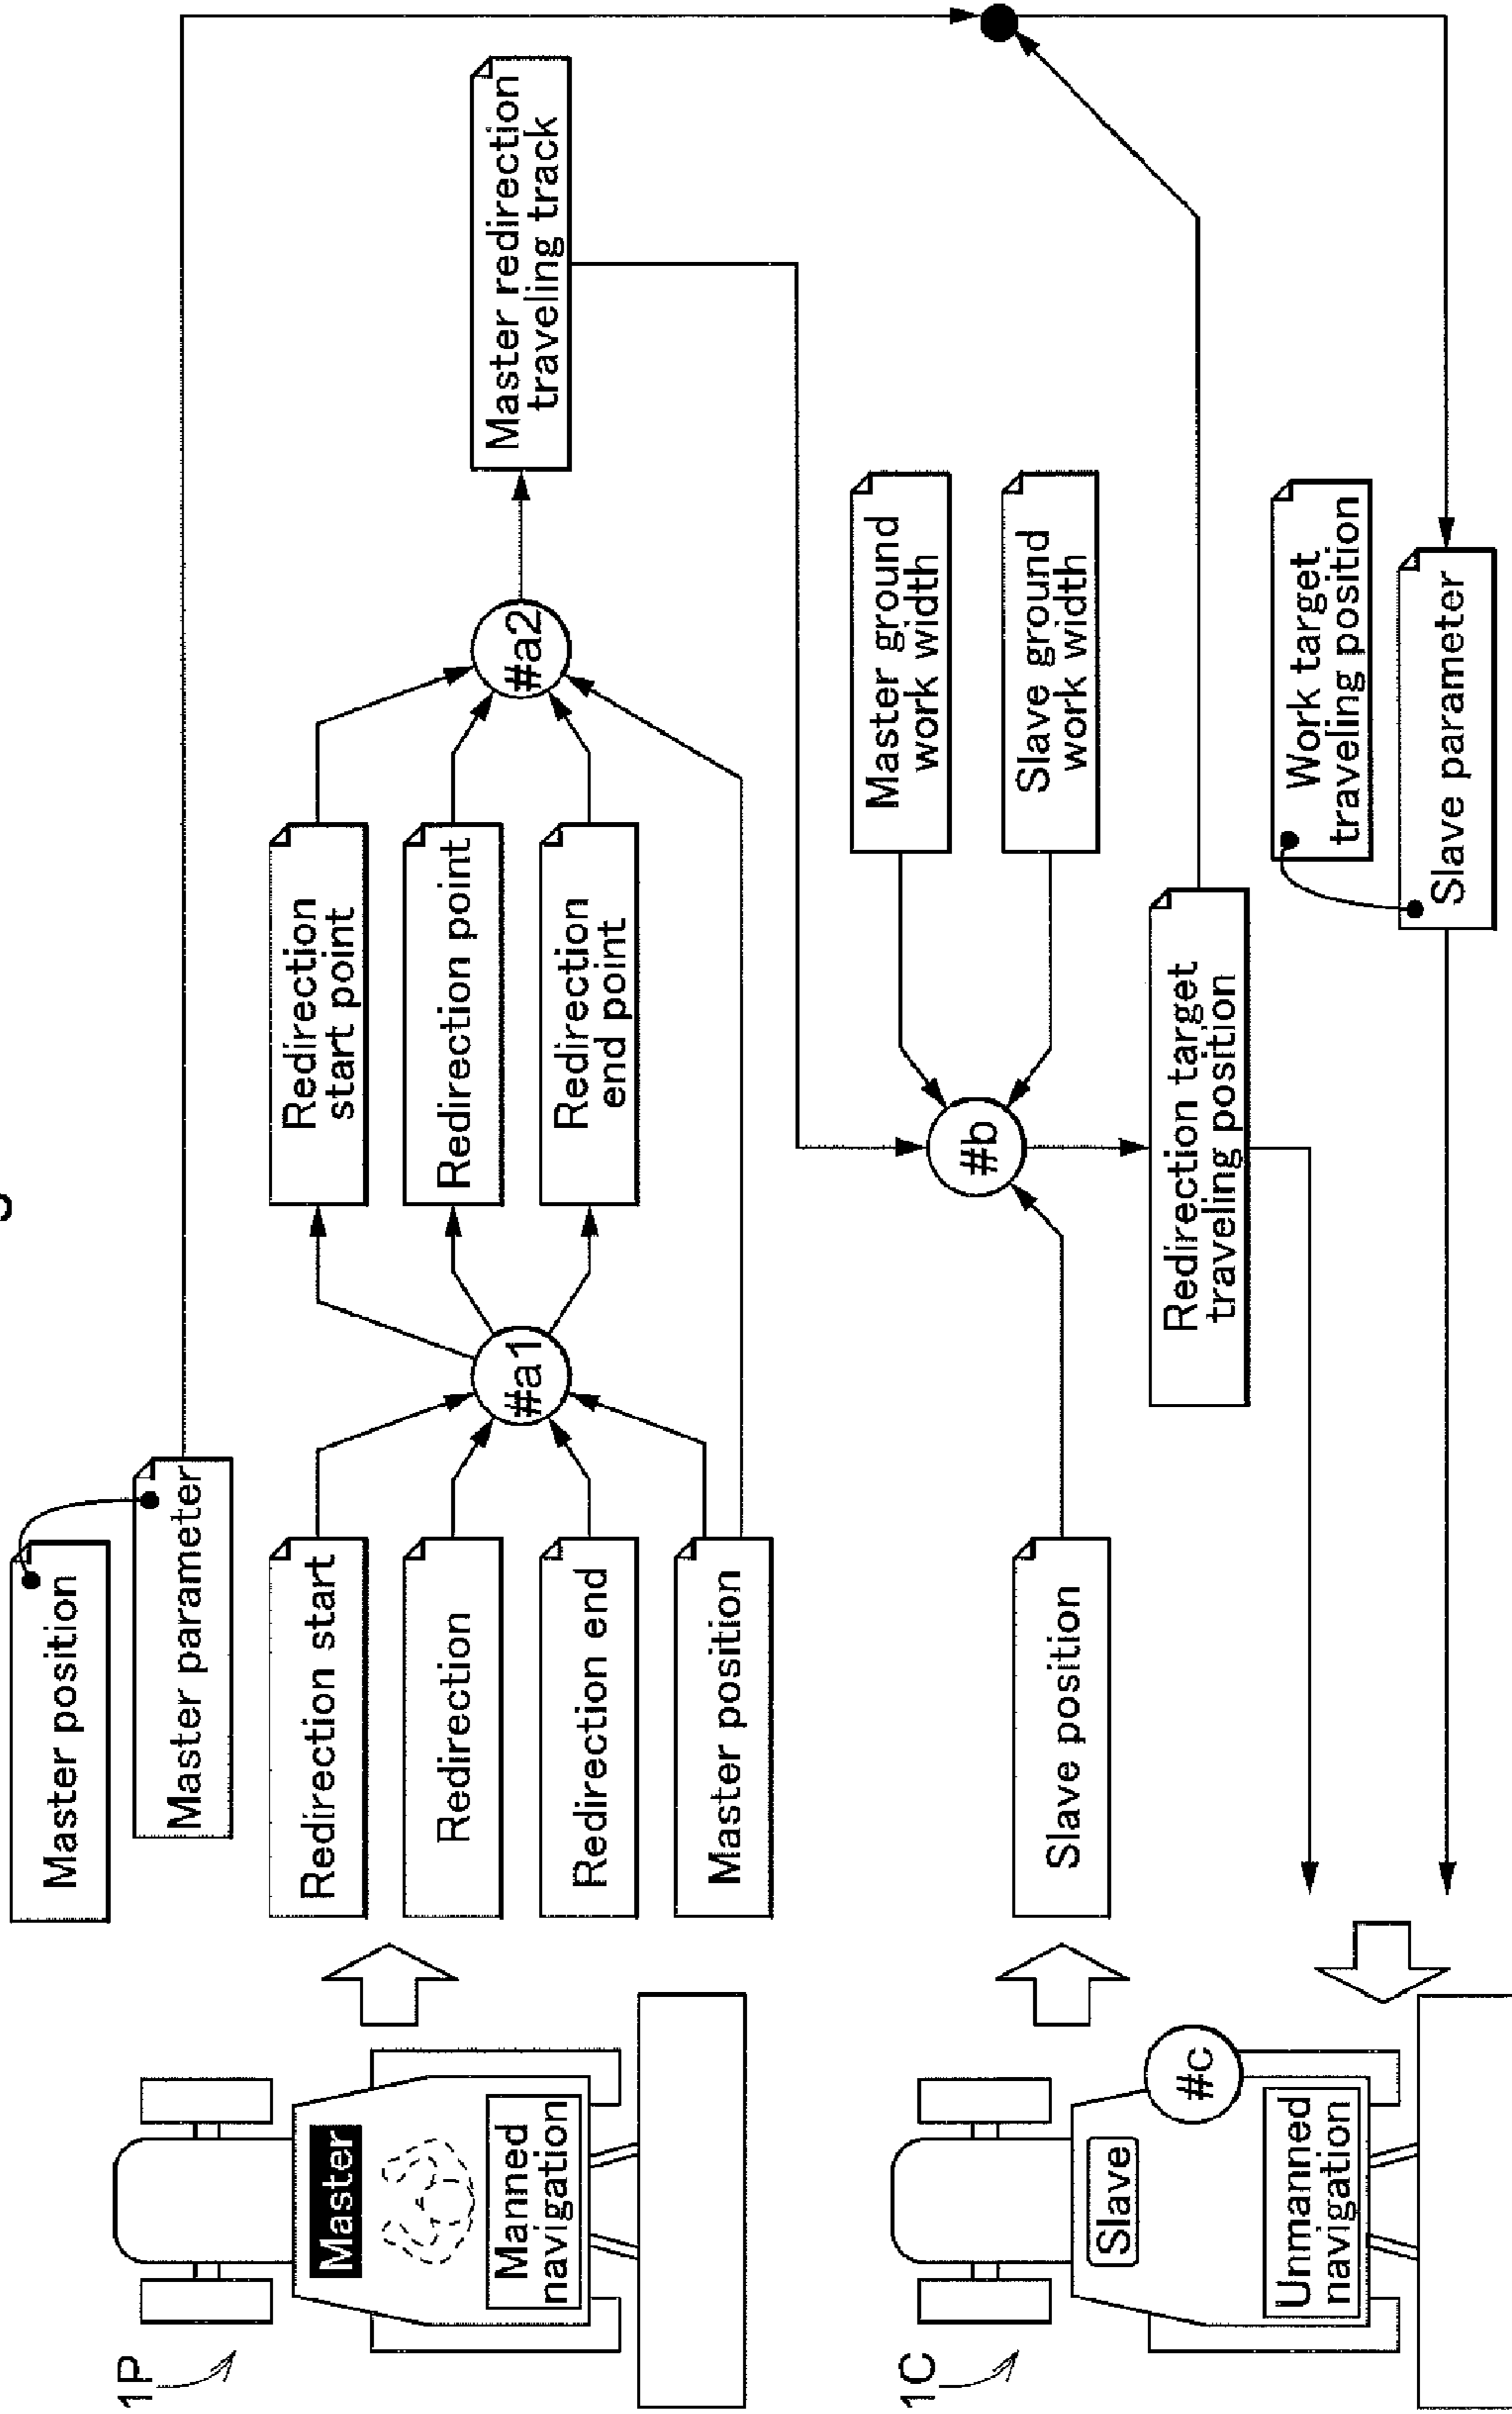 1P
Master
Manned
navigation
Master position
Master parameter
Redirection start
Redirection
Redirection end
Master position
#a1
Redirection
start point
Redirection point
Redirection
end point
#a2
Master redirection
traveling track
1C
Slave
#c
Unmanned
navigation
Slave position
#b
Master ground
work width
Slave ground
work width
Redirection target
traveling position
Work target
traveling position
Slave parameter